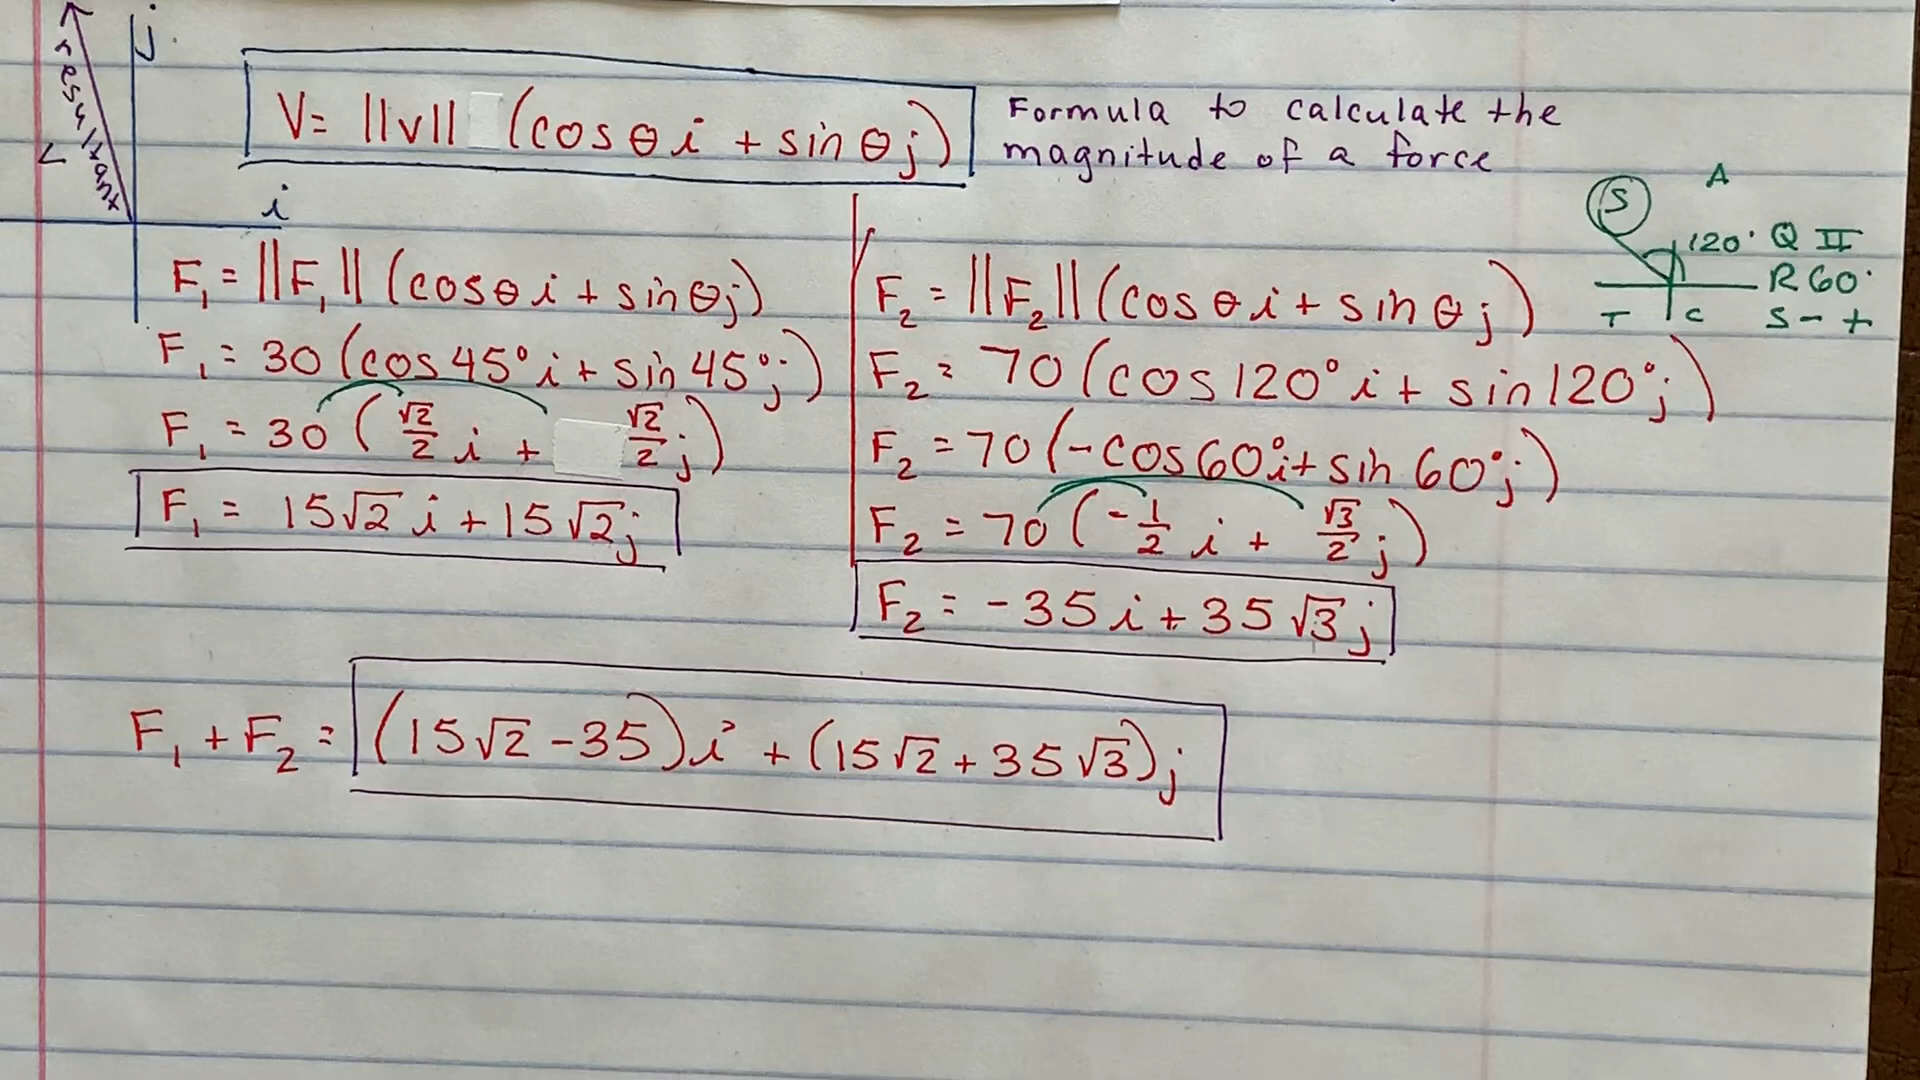 j
resultant
V = ||v|| (cos θ i + sin θ j)
Formula to calculate the
magnitude of a force
i
F₁ = ||F₁|| (cos θ i + sin θ j)
F₁ = 30 (cos 45° i + sin 45° j)
F₁ = 30 (√2/2 i + √2/2 j)
F₁ = 15√2 i + 15√2 j
F₂ = ||F₂|| (cos θ i + sin θ j)
F₂ = 70 (cos 120° i + sin 120° j)
F₂ = 70 (-cos 60° i + sin 60° j)
F₂ = 70 (-1/2 i + √3/2 j)
F₂ = -35 i + 35√3 j
S A
120° Q II
R 60°
T C S - +
F₁ + F₂ = (15√2 - 35) i + (15√2 + 35√3) j